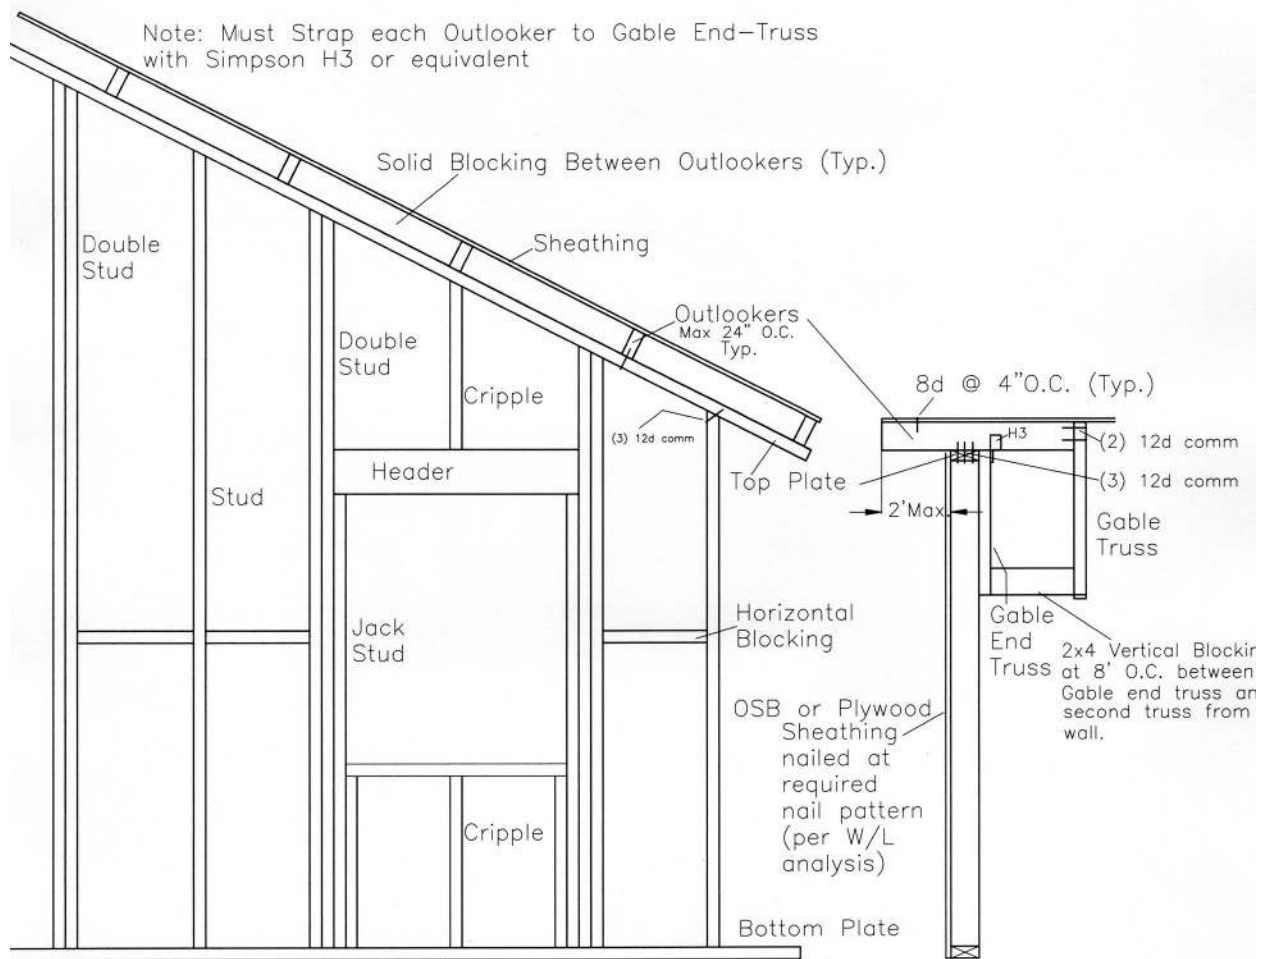 Note: Must Strap each Outlooker to Gable End-Truss
with Simpson H3 or equivalent
Solid Blocking Between Outlookers (Typ.)
Double
Stud
Sheathing
Outlookers
Max 24" O.C.
Typ.
Double
Stud
8d @ 4"O.C. (Typ.)
Cripple
H3
(3) 12d comm
(2) 12d comm
Header
Top Plate
(3) 12d comm
Stud
2'Max.
Gable
Truss
Horizontal
Blocking
Jack
Stud
Gable
End
Truss
2x4 Vertical Blockin
at 8' O.C. between
Gable end truss an
second truss from
wall.
OSB or Plywood
Sheathing
nailed at
required
nail pattern
(per W/L
analysis)
Cripple
Bottom Plate